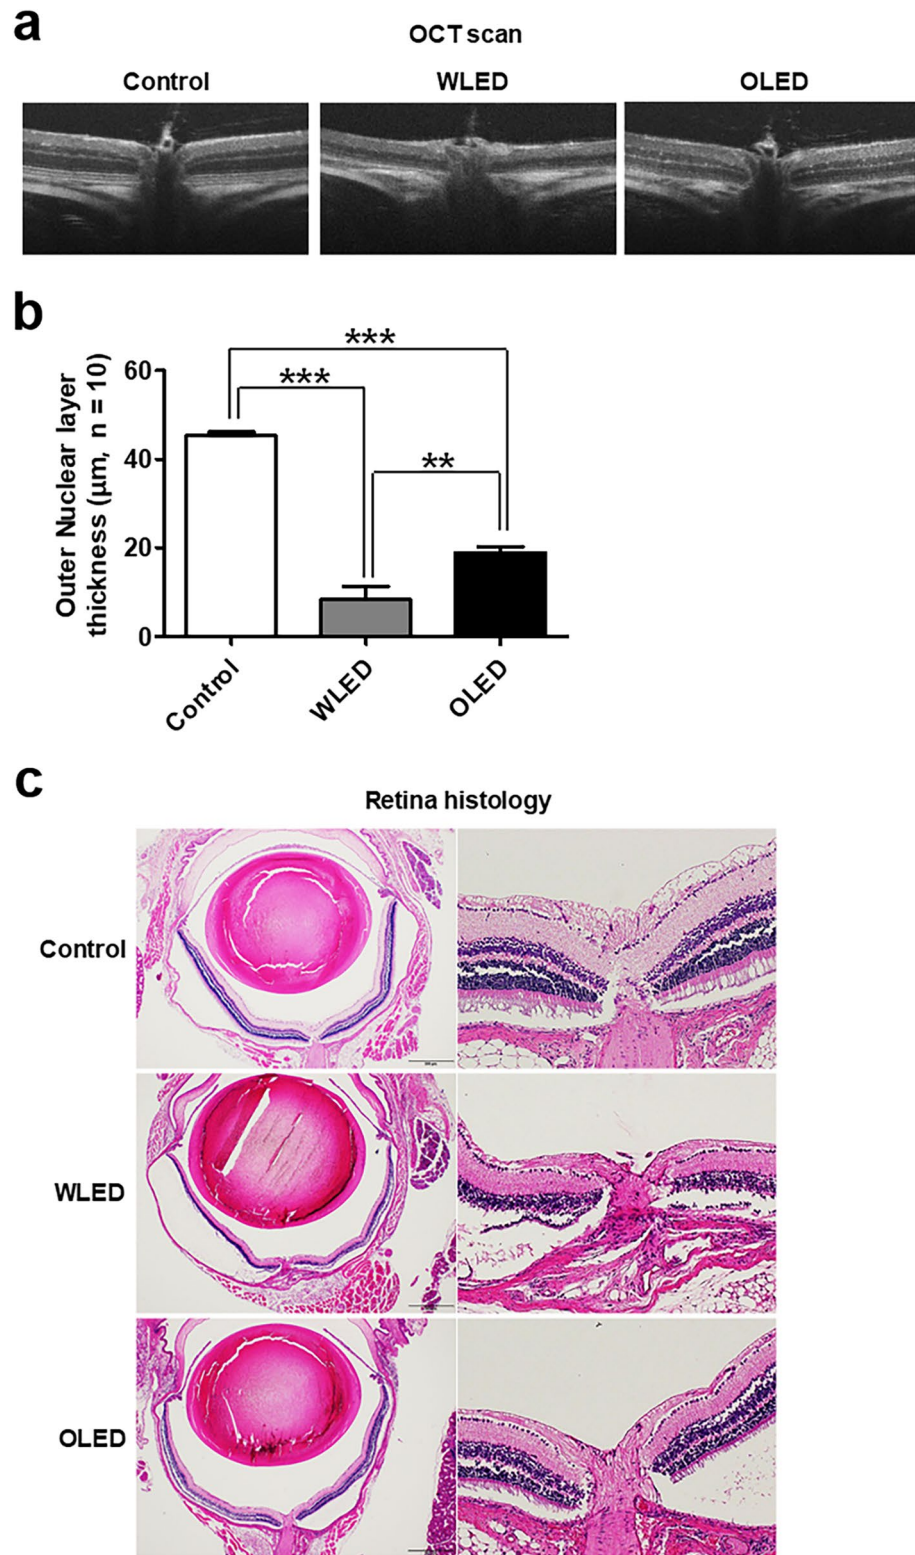 a
OCT scan
Control WLED OLED
b
Outer Nuclear layer
thickness (µm, n = 10)
60
40
20
0
***
***
**
Control WLED OLED
c
Retina histology
Control
WLED
OLED